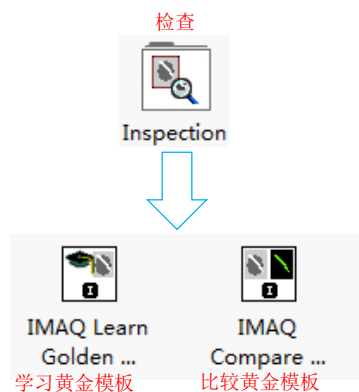 检查
Inspection
IMAQ Learn
Golden ...
IMAQ
Compare ...
学习黄金模板
比较黄金模板